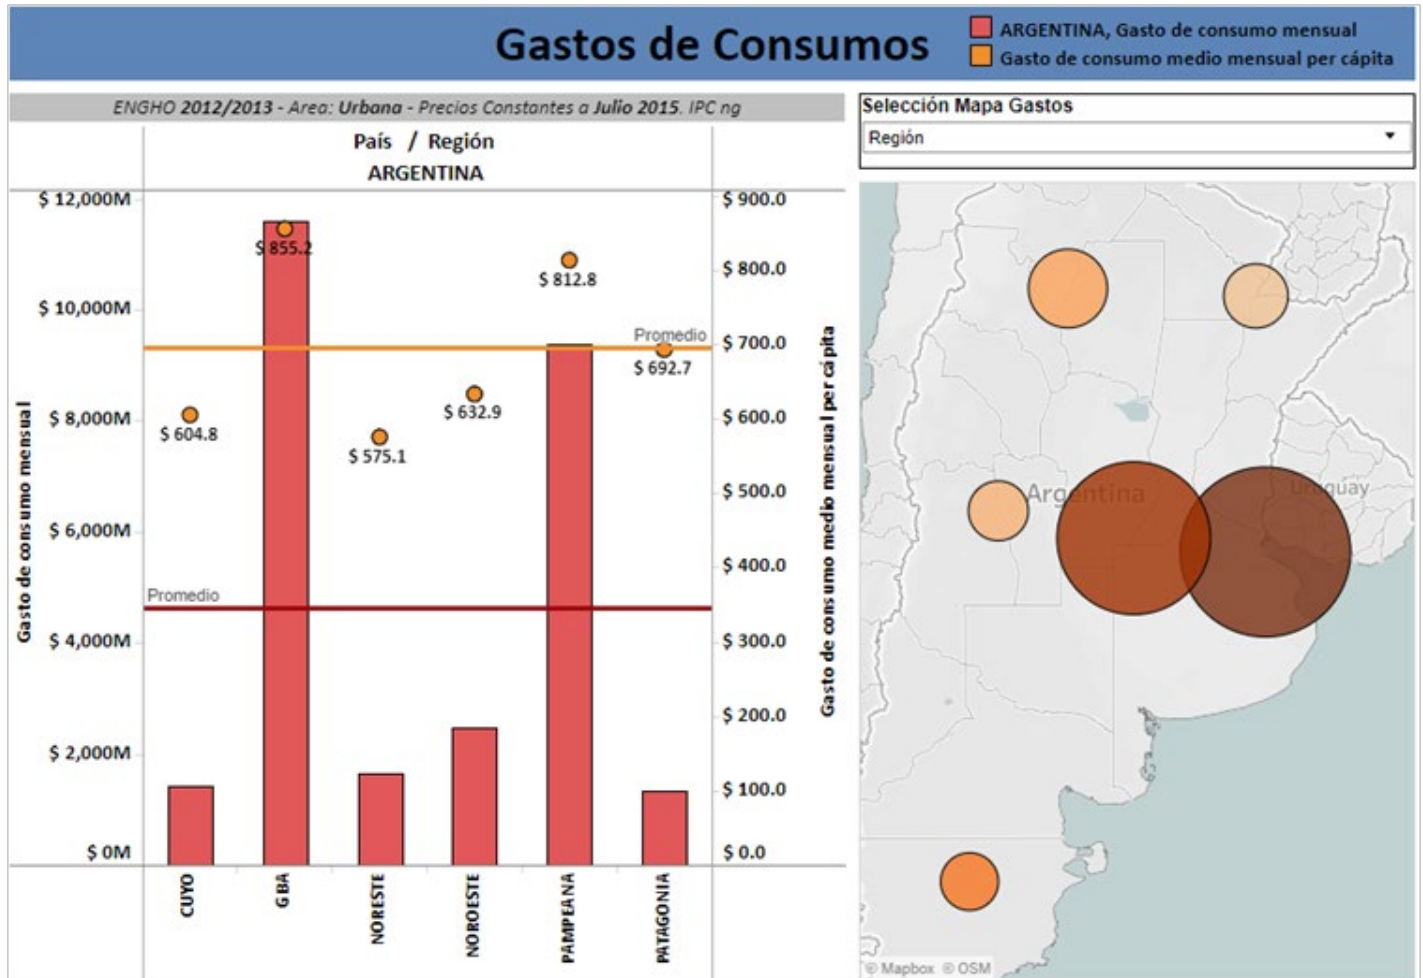 Gastos de Consumos
ARGENTINA, Gasto de consumo mensual
Gasto de consumo medio mensual per cápita
ENGHO 2012/2013 - Area: Urbana - Precios Constantes a Julio 2015. IPC ng
País / Región
ARGENTINA
Gasto de consumo mensual
$ 12,000M
$ 10,000M
$ 8,000M
$ 6,000M
$ 4,000M
$ 2,000M
$ 0M
$ 604.8
$ 855.2
$ 575.1
$ 632.9
$ 812.8
$ 692.7
Promedio
Promedio
$ 900.0
$ 800.0
$ 700.0
$ 600.0
$ 500.0
$ 400.0
$ 300.0
$ 200.0
$ 100.0
$ 0.0
Gasto de consumo medio mensual per cápita
CUYO
GBA
NORESTE
NOROESTE
PAMPEANA
PATAGONIA
Selección Mapa Gastos
Región
Argentina
Uruguay
© Mapbox © OSM